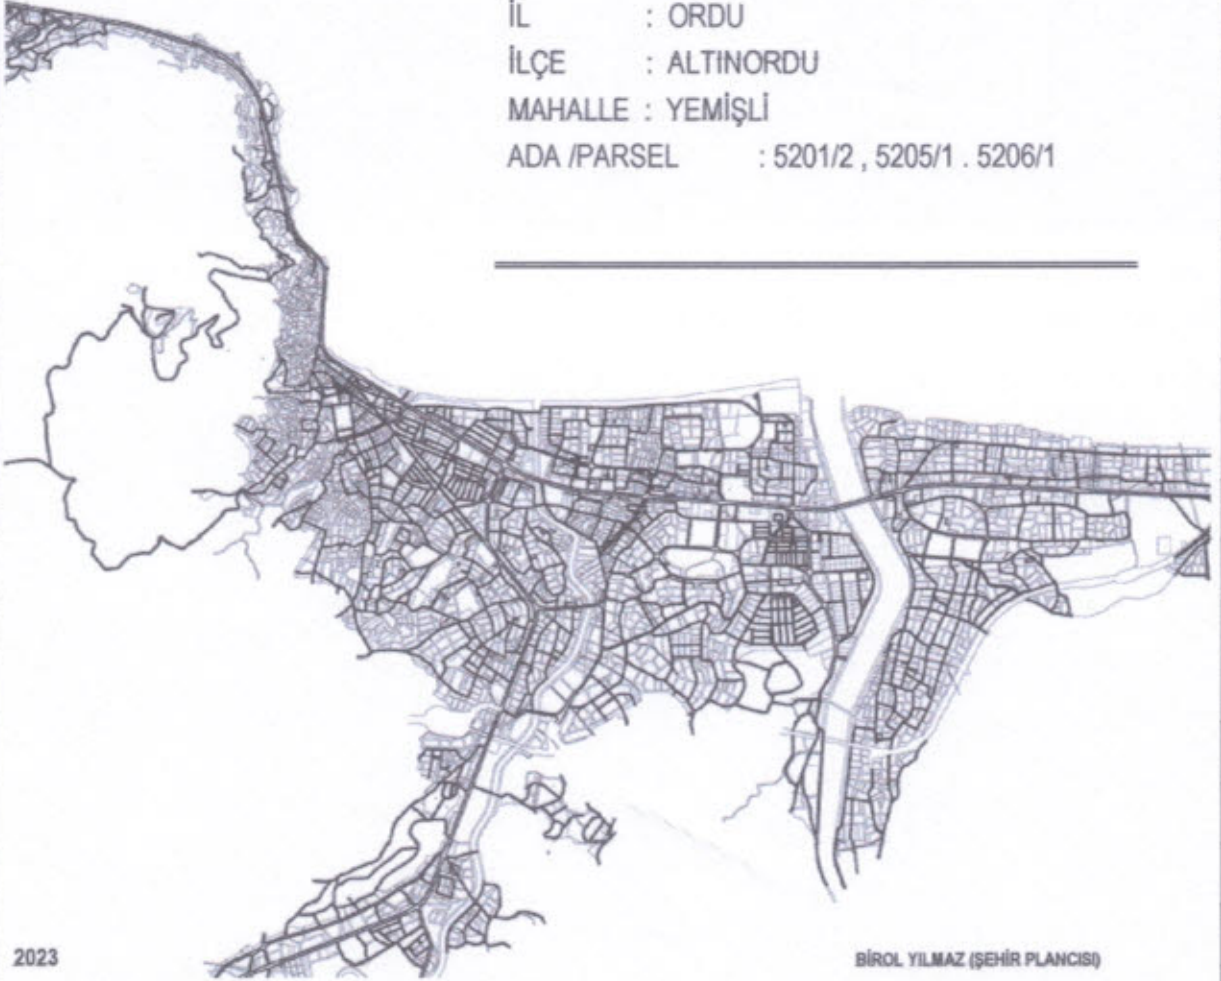 İL : ORDU
İLÇE : ALTINORDU
MAHALLE : YEMİŞLİ
ADA /PARSEL : 5201/2 , 5205/1 . 5206/1
2023
BİROL YILMAZ (ŞEHİR PLANCISI)